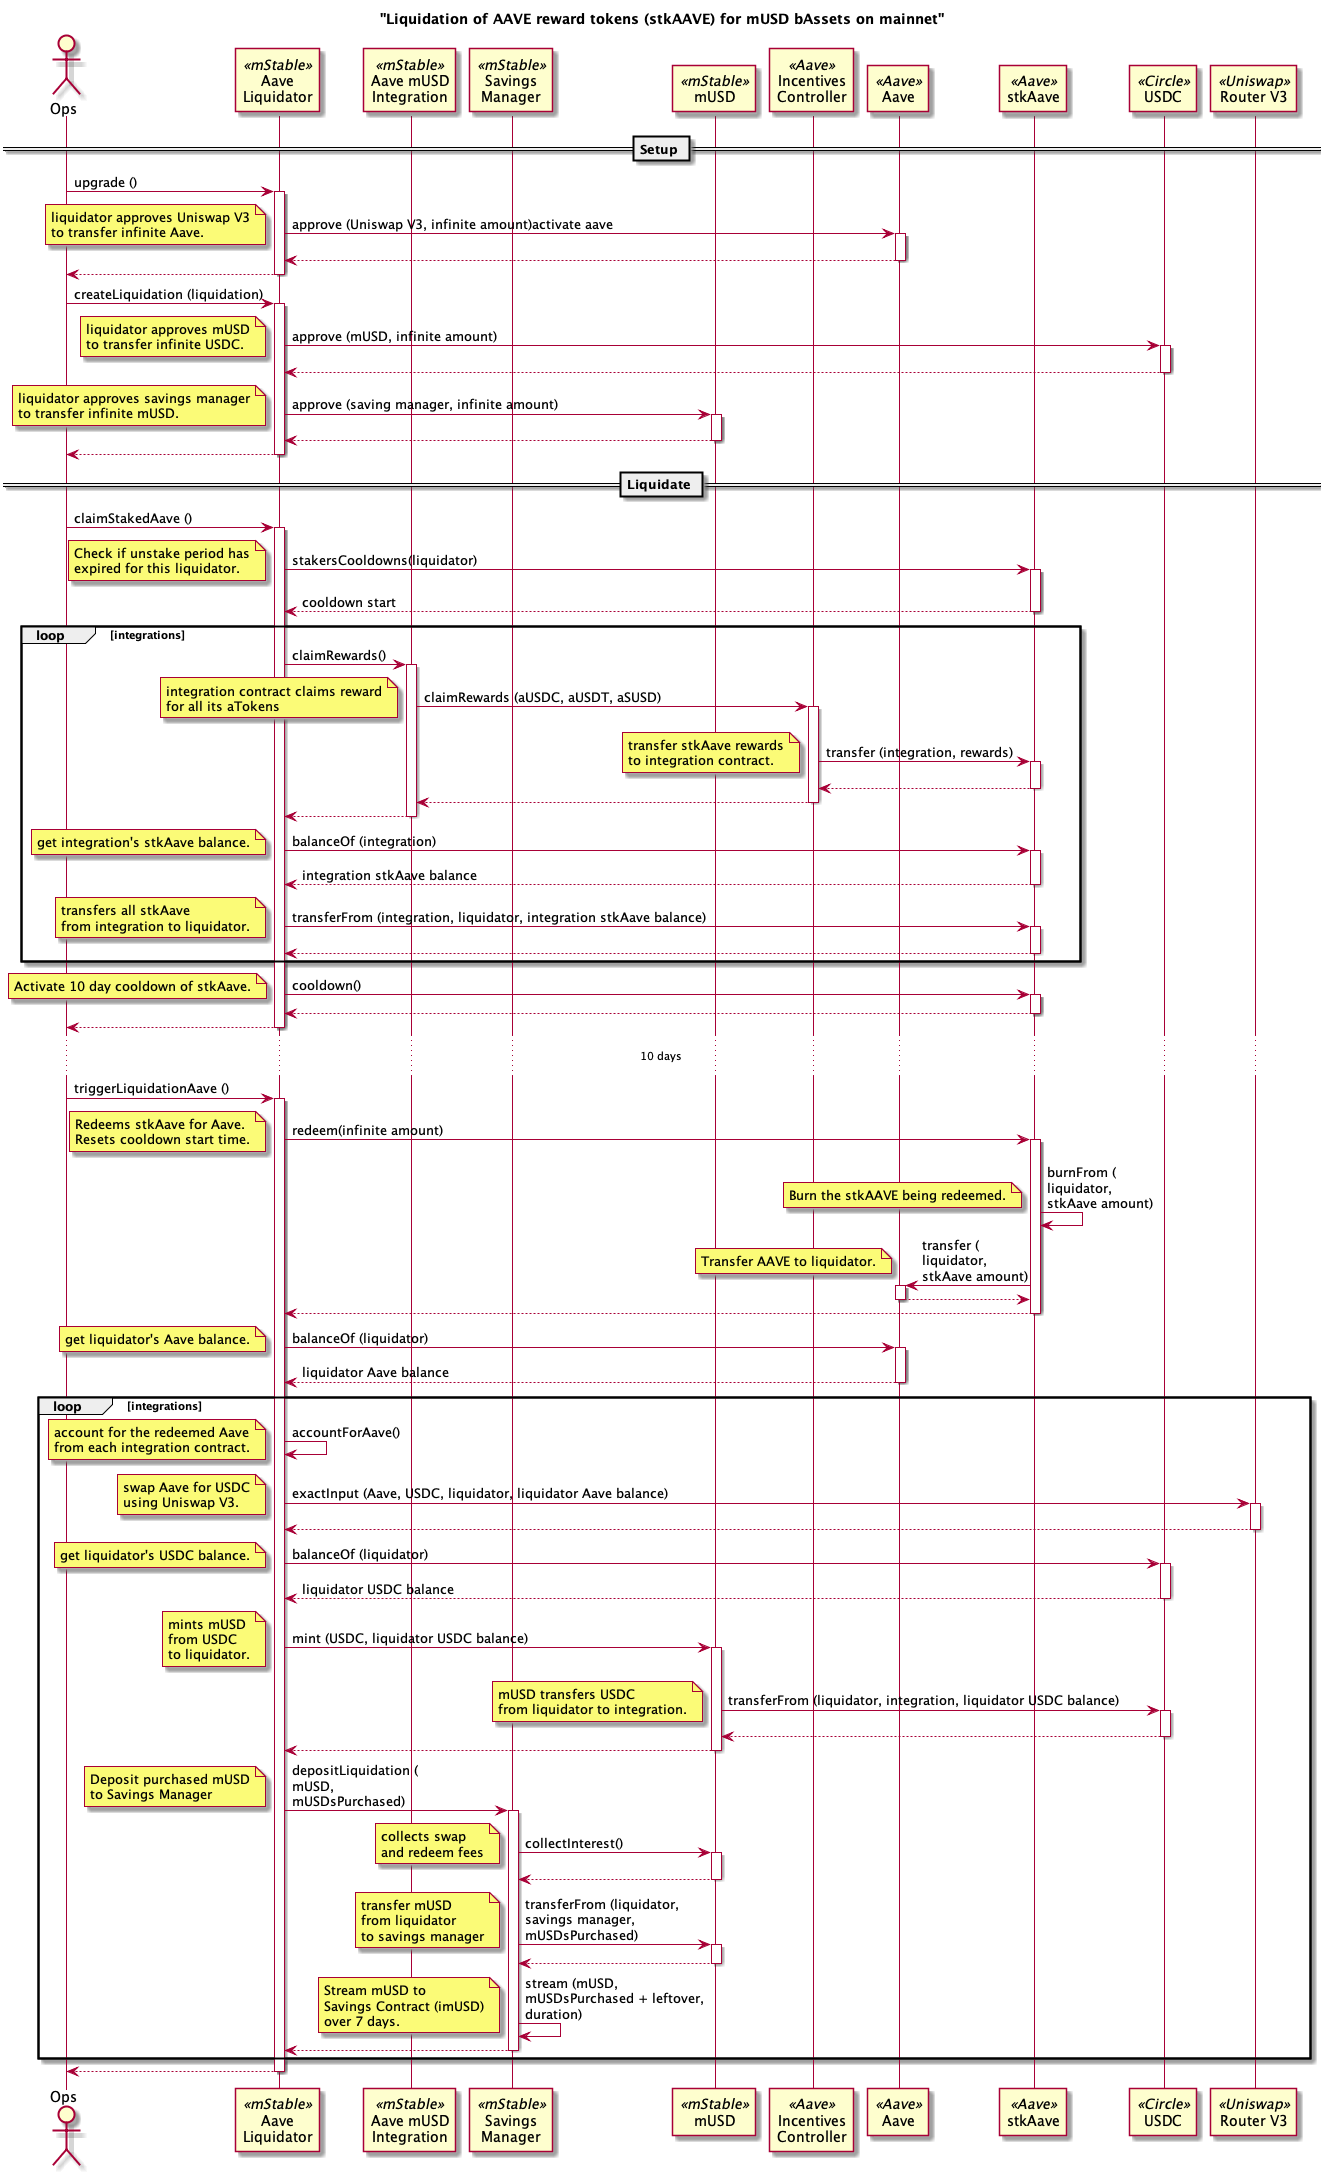 "Liquidation of AAVE reward tokens (stkAAVE) for mUSD bAssets on mainnet"
Ops
«mStable»
Aave
Liquidator
«mStable»
Aave mUSD
Integration
«mStable»
Savings
Manager
«mStable»
mUSD
«Aave»
Incentives
Controller
«Aave»
Aave
«Aave»
stkAave
«Circle»
USDC
«Uniswap»
Router V3
Setup
upgrade ()
liquidator approves Uniswap V3
to transfer infinite Aave.
approve (Uniswap V3, infinite amount)activate aave
createLiquidation (liquidation)
liquidator approves mUSD
to transfer infinite USDC.
approve (mUSD, infinite amount)
liquidator approves savings manager
to transfer infinite mUSD.
approve (saving manager, infinite amount)
Liquidate
claimStakedAave ()
Check if unstake period has
expired for this liquidator.
stakersCooldowns(liquidator)
cooldown start
loop
[integrations]
claimRewards()
integration contract claims reward
for all its aTokens
claimRewards (aUSDC, aUSDT, aSUSD)
transfer stkAave rewards
to integration contract.
transfer (integration, rewards)
get integration's stkAave balance.
balanceOf (integration)
integration stkAave balance
transfers all stkAave
from integration to liquidator.
transferFrom (integration, liquidator, integration stkAave balance)
Activate 10 day cooldown of stkAave.
cooldown()
10 days
triggerLiquidationAave ()
Redeems stkAave for Aave.
Resets cooldown start time.
redeem(infinite amount)
Burn the stkAAVE being redeemed.
burnFrom (
liquidator,
stkAave amount)
Transfer AAVE to liquidator.
transfer (
liquidator,
stkAave amount)
get liquidator's Aave balance.
balanceOf (liquidator)
liquidator Aave balance
loop
[integrations]
account for the redeemed Aave
from each integration contract.
accountForAave()
swap Aave for USDC
using Uniswap V3.
exactInput (Aave, USDC, liquidator, liquidator Aave balance)
get liquidator's USDC balance.
balanceOf (liquidator)
liquidator USDC balance
mints mUSD
from USDC
to liquidator.
mint (USDC, liquidator USDC balance)
mUSD transfers USDC
from liquidator to integration.
transferFrom (liquidator, integration, liquidator USDC balance)
Deposit purchased mUSD
to Savings Manager
depositLiquidation (
mUSD,
mUSDsPurchased)
collects swap
and redeem fees
collectInterest()
transfer mUSD
from liquidator
to savings manager
transferFrom (liquidator,
savings manager,
mUSDsPurchased)
Stream mUSD to
Savings Contract (imUSD)
over 7 days.
stream (mUSD,
mUSDsPurchased + leftover,
duration)
Ops
«mStable»
Aave
Liquidator
«mStable»
Aave mUSD
Integration
«mStable»
Savings
Manager
«mStable»
mUSD
«Aave»
Incentives
Controller
«Aave»
Aave
«Aave»
stkAave
«Circle»
USDC
«Uniswap»
Router V3